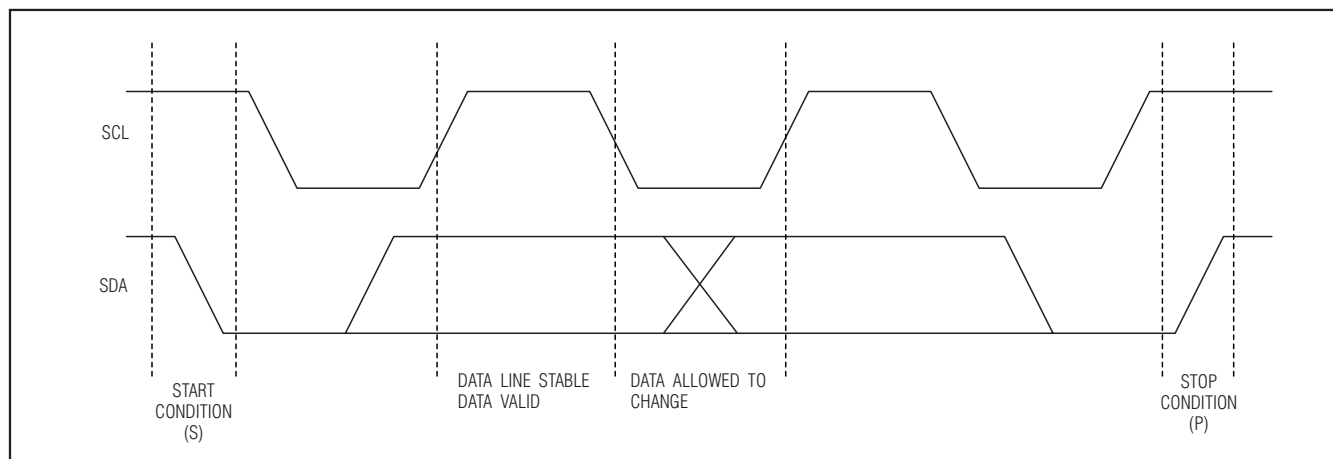 SCL
SDA
START
CONDITION
(S)
DATA LINE STABLE
DATA VALID
DATA ALLOWED TO
CHANGE
STOP
CONDITION
(P)